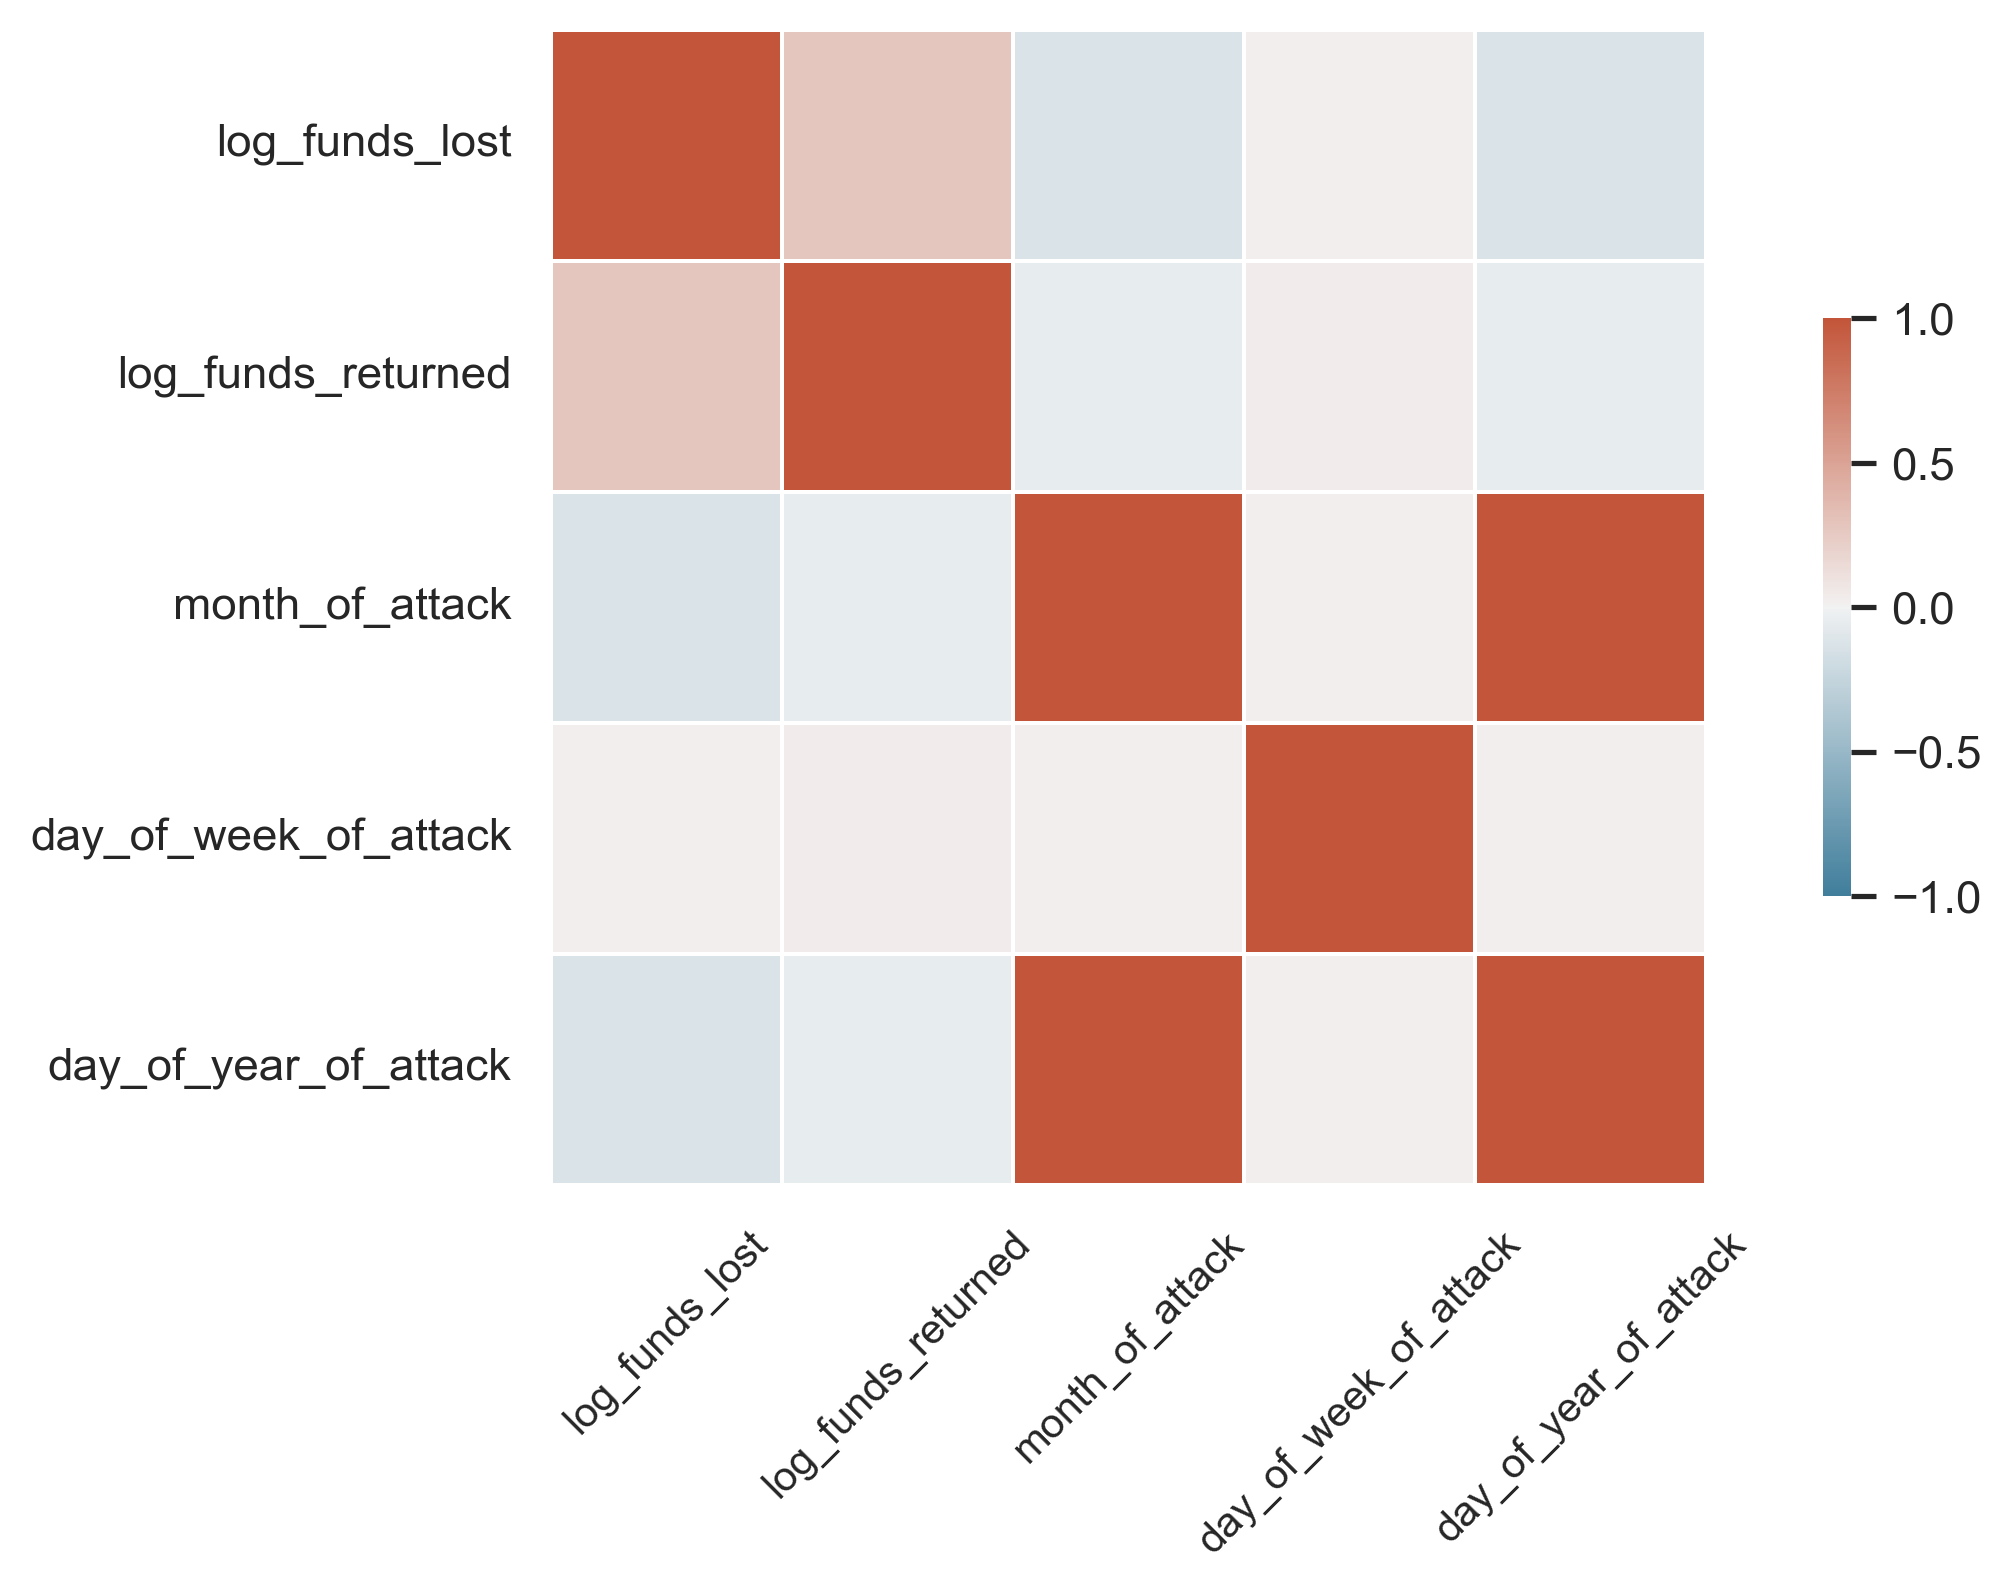 log_funds_lost
log_funds_returned
month_of_attack
day_of_week_of_attack
day_of_year_of_attack
1.0
0.5
0.0
−0.5
−1.0
log_funds_lost
log_funds_returned
month_of_attack
day_of_week_of_attack
day_of_year_of_attack